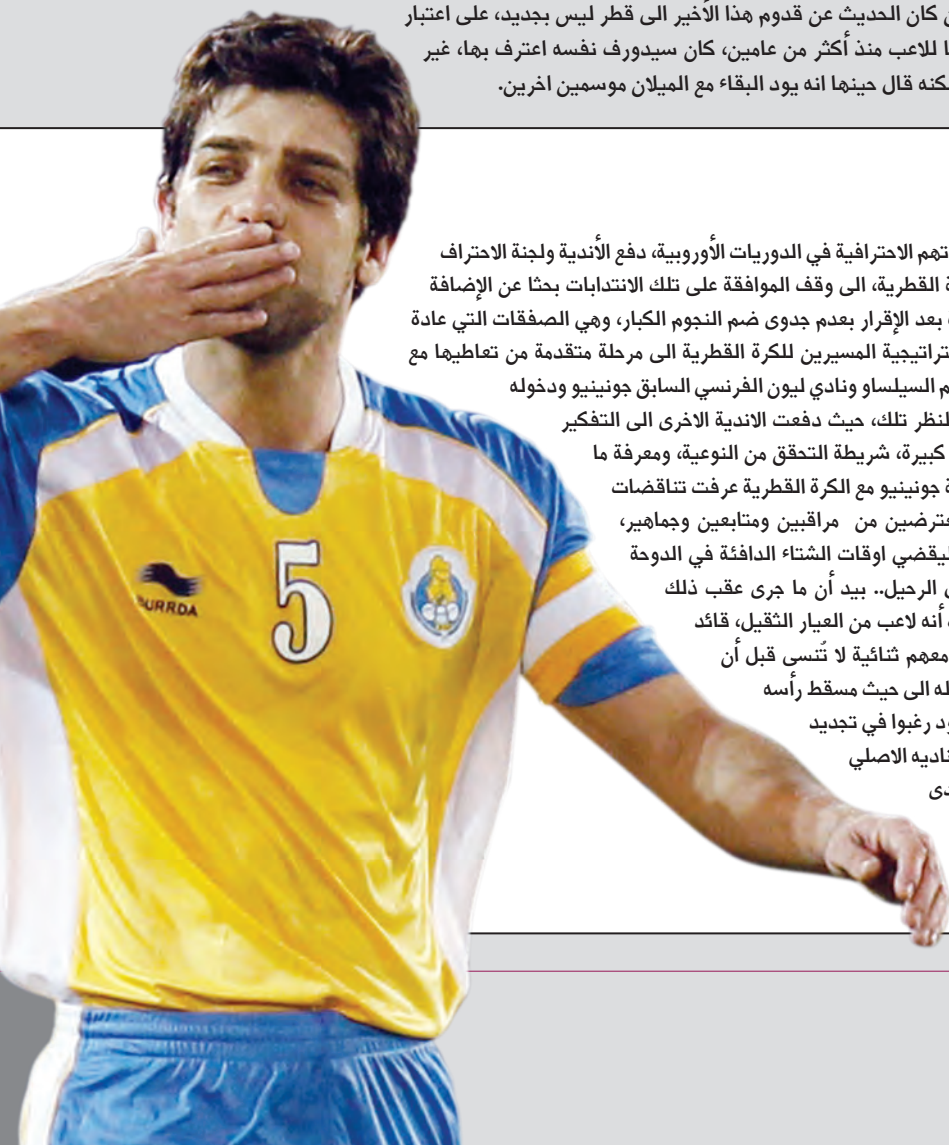 كان الحديث عن قدوم هذا الأخير الى قطر ليس بجديد، على اعتبار
للاعب منذ أكثر من عامين، كان سيدورف نفسه اعترف بها، غير
قال حينها انه يود البقاء مع الميلان موسمين اخرين.
الاحترافية في الدوريات الأوروبية، دفع الأندية ولجنة الاحتراف
القطرية، الى وقف الموافقة على تلك الانتدابات بحثا عن الإضافة
بعد الإقرار بعدم جدوى ضم النجوم الكبار، وهي الصفقات التي عادة
المسيرين للكرة القطرية الى مرحلة متقدمة من تعاطيها مع
السيلساو ونادي ليون الفرنسي السابق جونينيو ودخوله
تلك، حيث دفعت الاندية الاخرى الى التفكير
كبيرة، شريطة التحقق من النوعية، ومعرفة ما
جونينيو مع الكرة القطرية عرفت تناقضات
من مراقبين ومتابعين وجماهير،
ليقضي اوقات الشتاء الدافئة في الدوحة
الرحيل.. بيد أن ما جرى عقب ذلك
أنه لاعب من العيار الثقيل، قائد
معهم ثنائية لا تُنسى قبل أن
الى حيث مسقط رأسه
رغبوا في تجديد
ناديه الاصلي
BURRDA
5